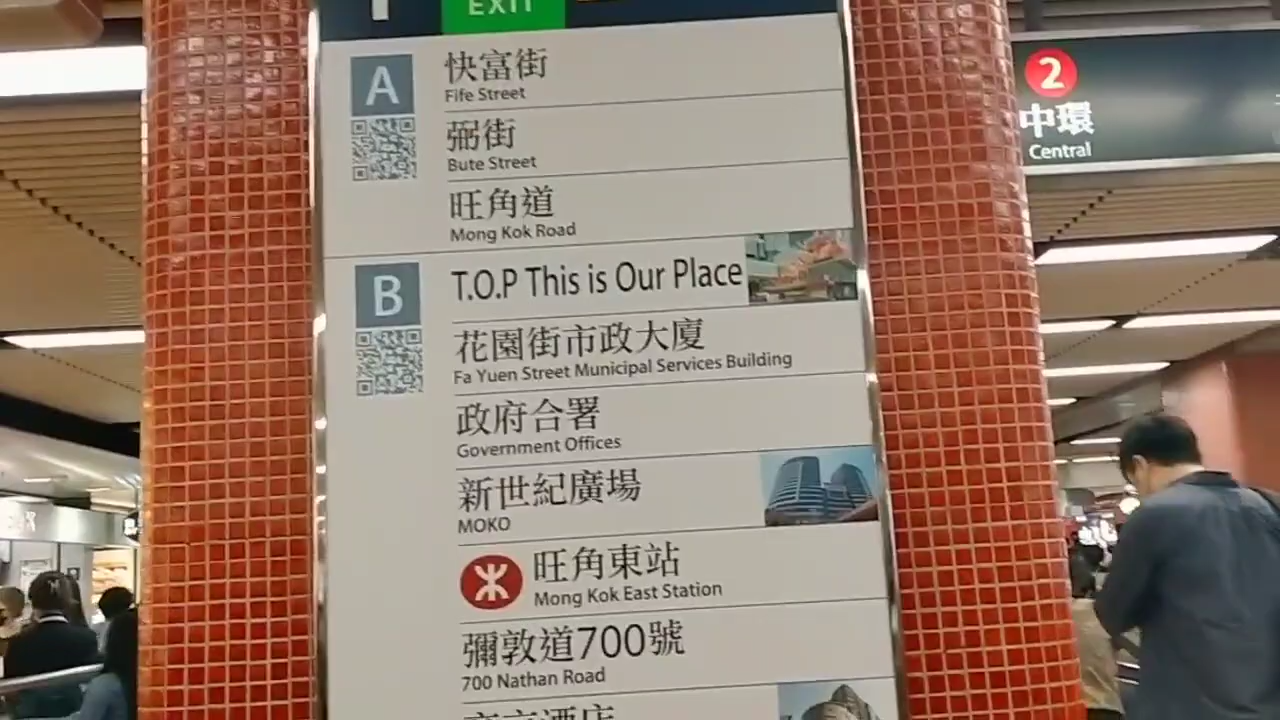 EXIT
A
快富街
Fife Street
弼街
Bute Street
旺角道
Mong Kok Road
B
T.O.P This is Our Place
花園街市政大廈
Fa Yuen Street Municipal Services Building
政府合署
Government Offices
新世紀廣場
MOKO
旺角東站
Mong Kok East Station
彌敦道700號
700 Nathan Road
2
中環
Central